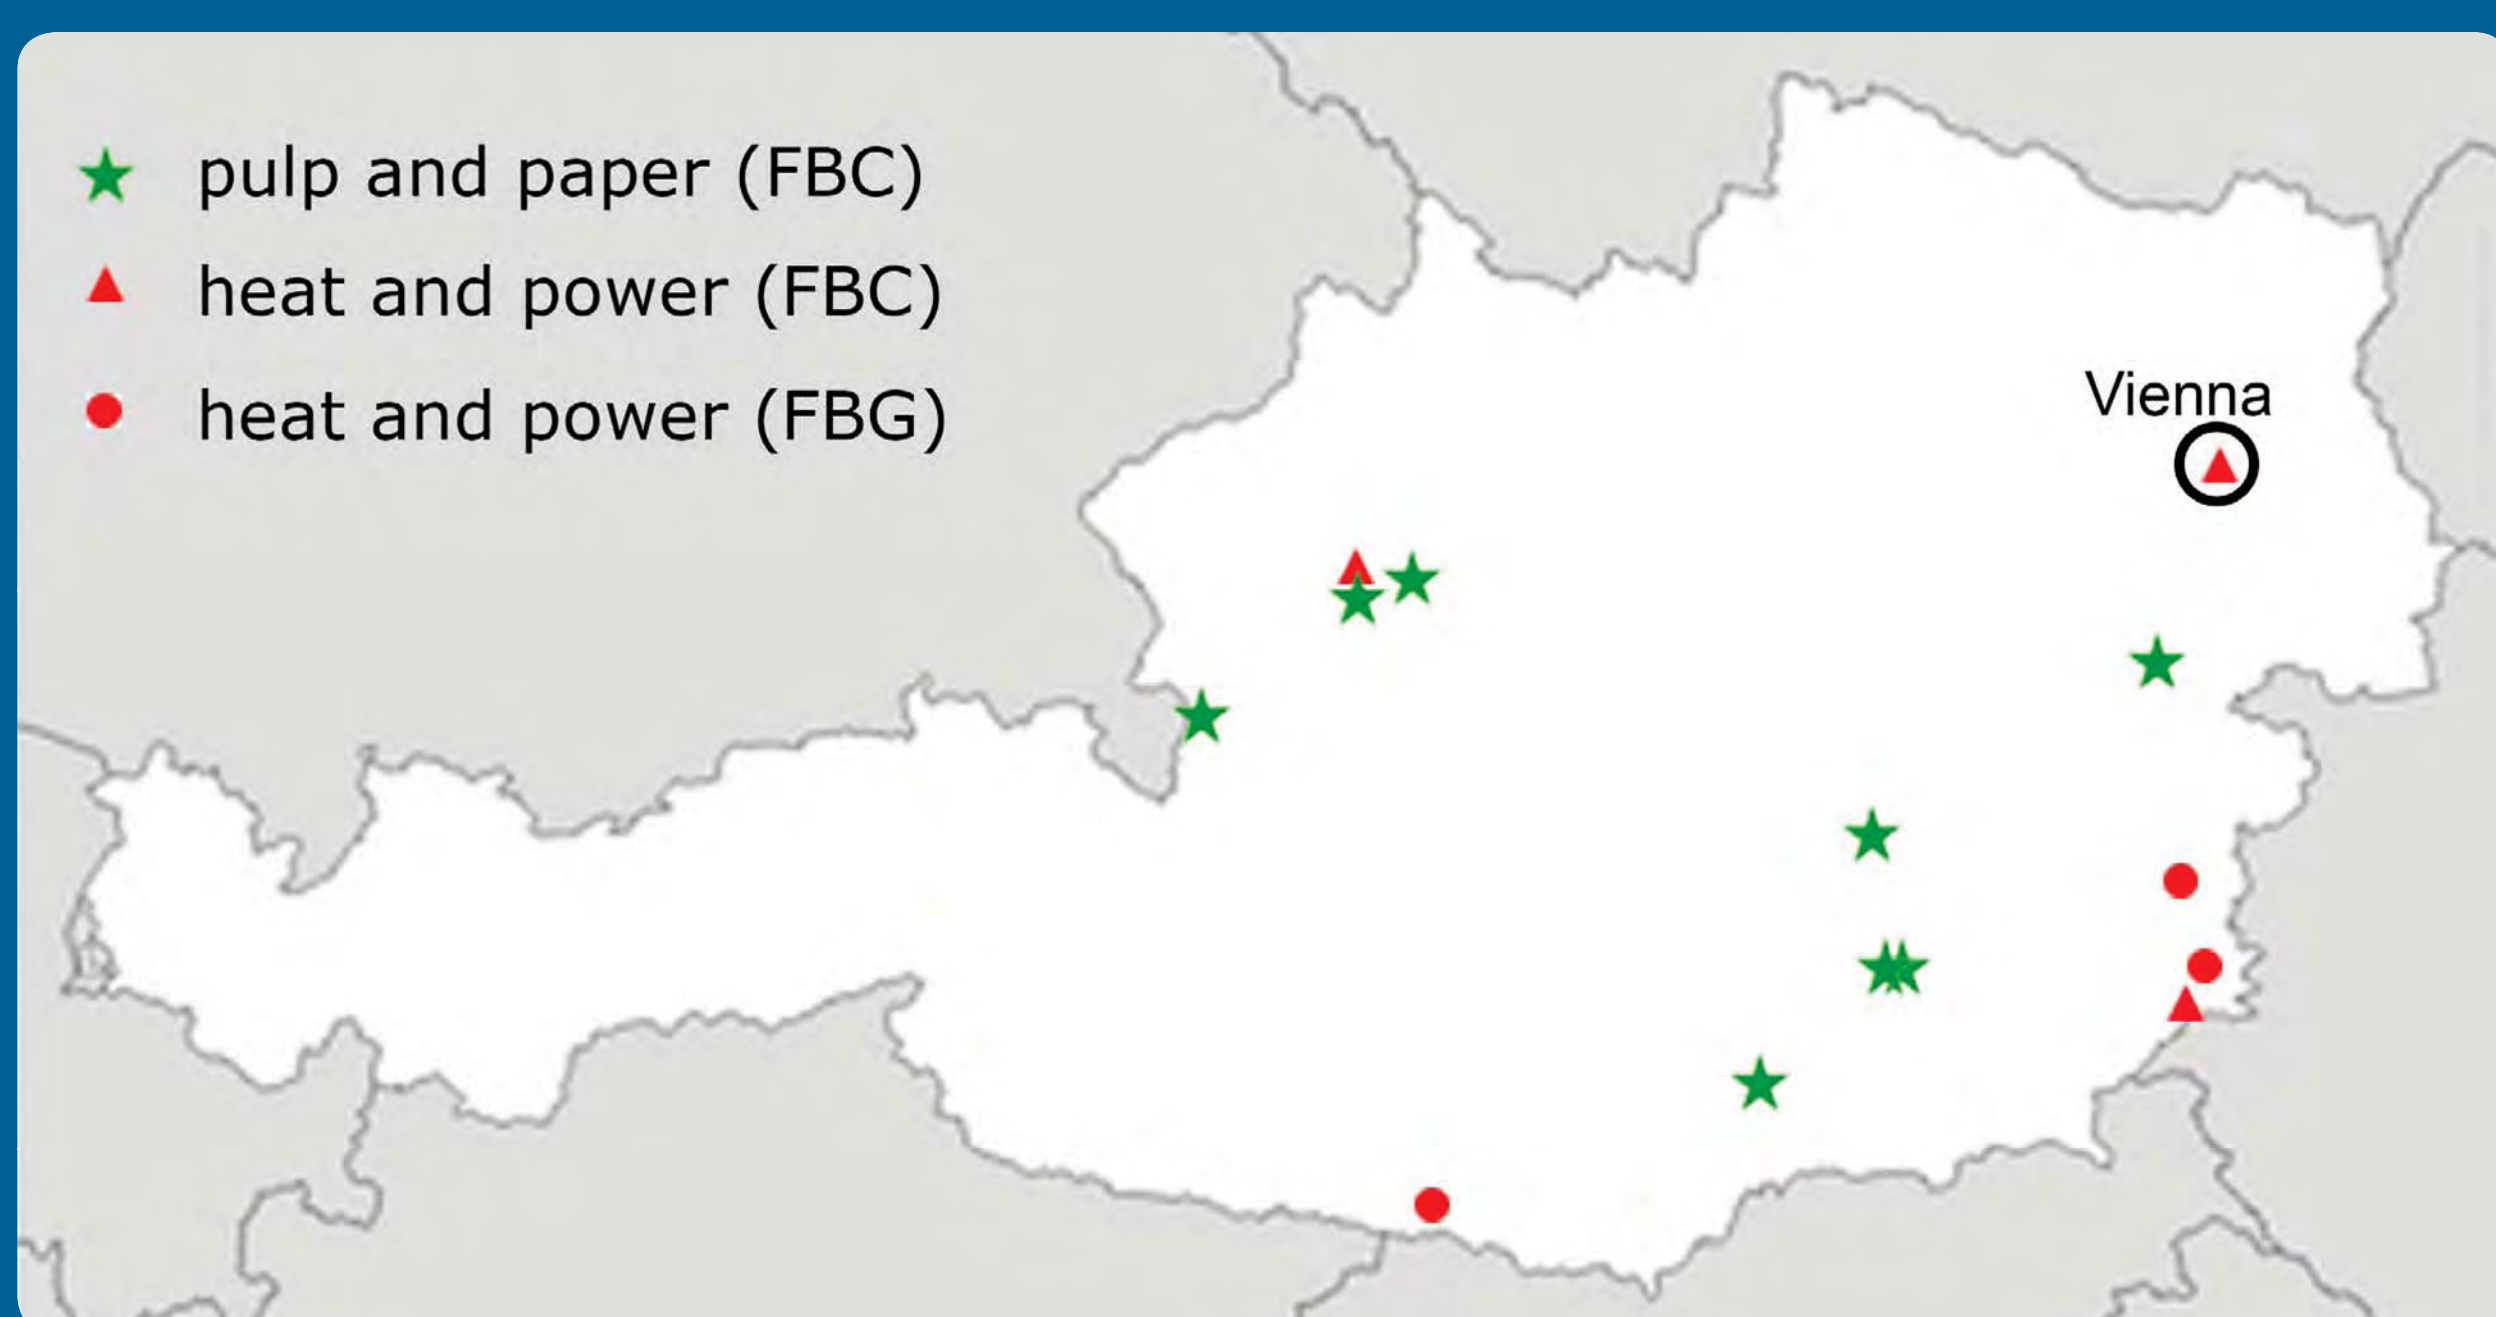 pulp and paper (FBC)
heat and power (FBC)
heat and power (FBG)
Vienna